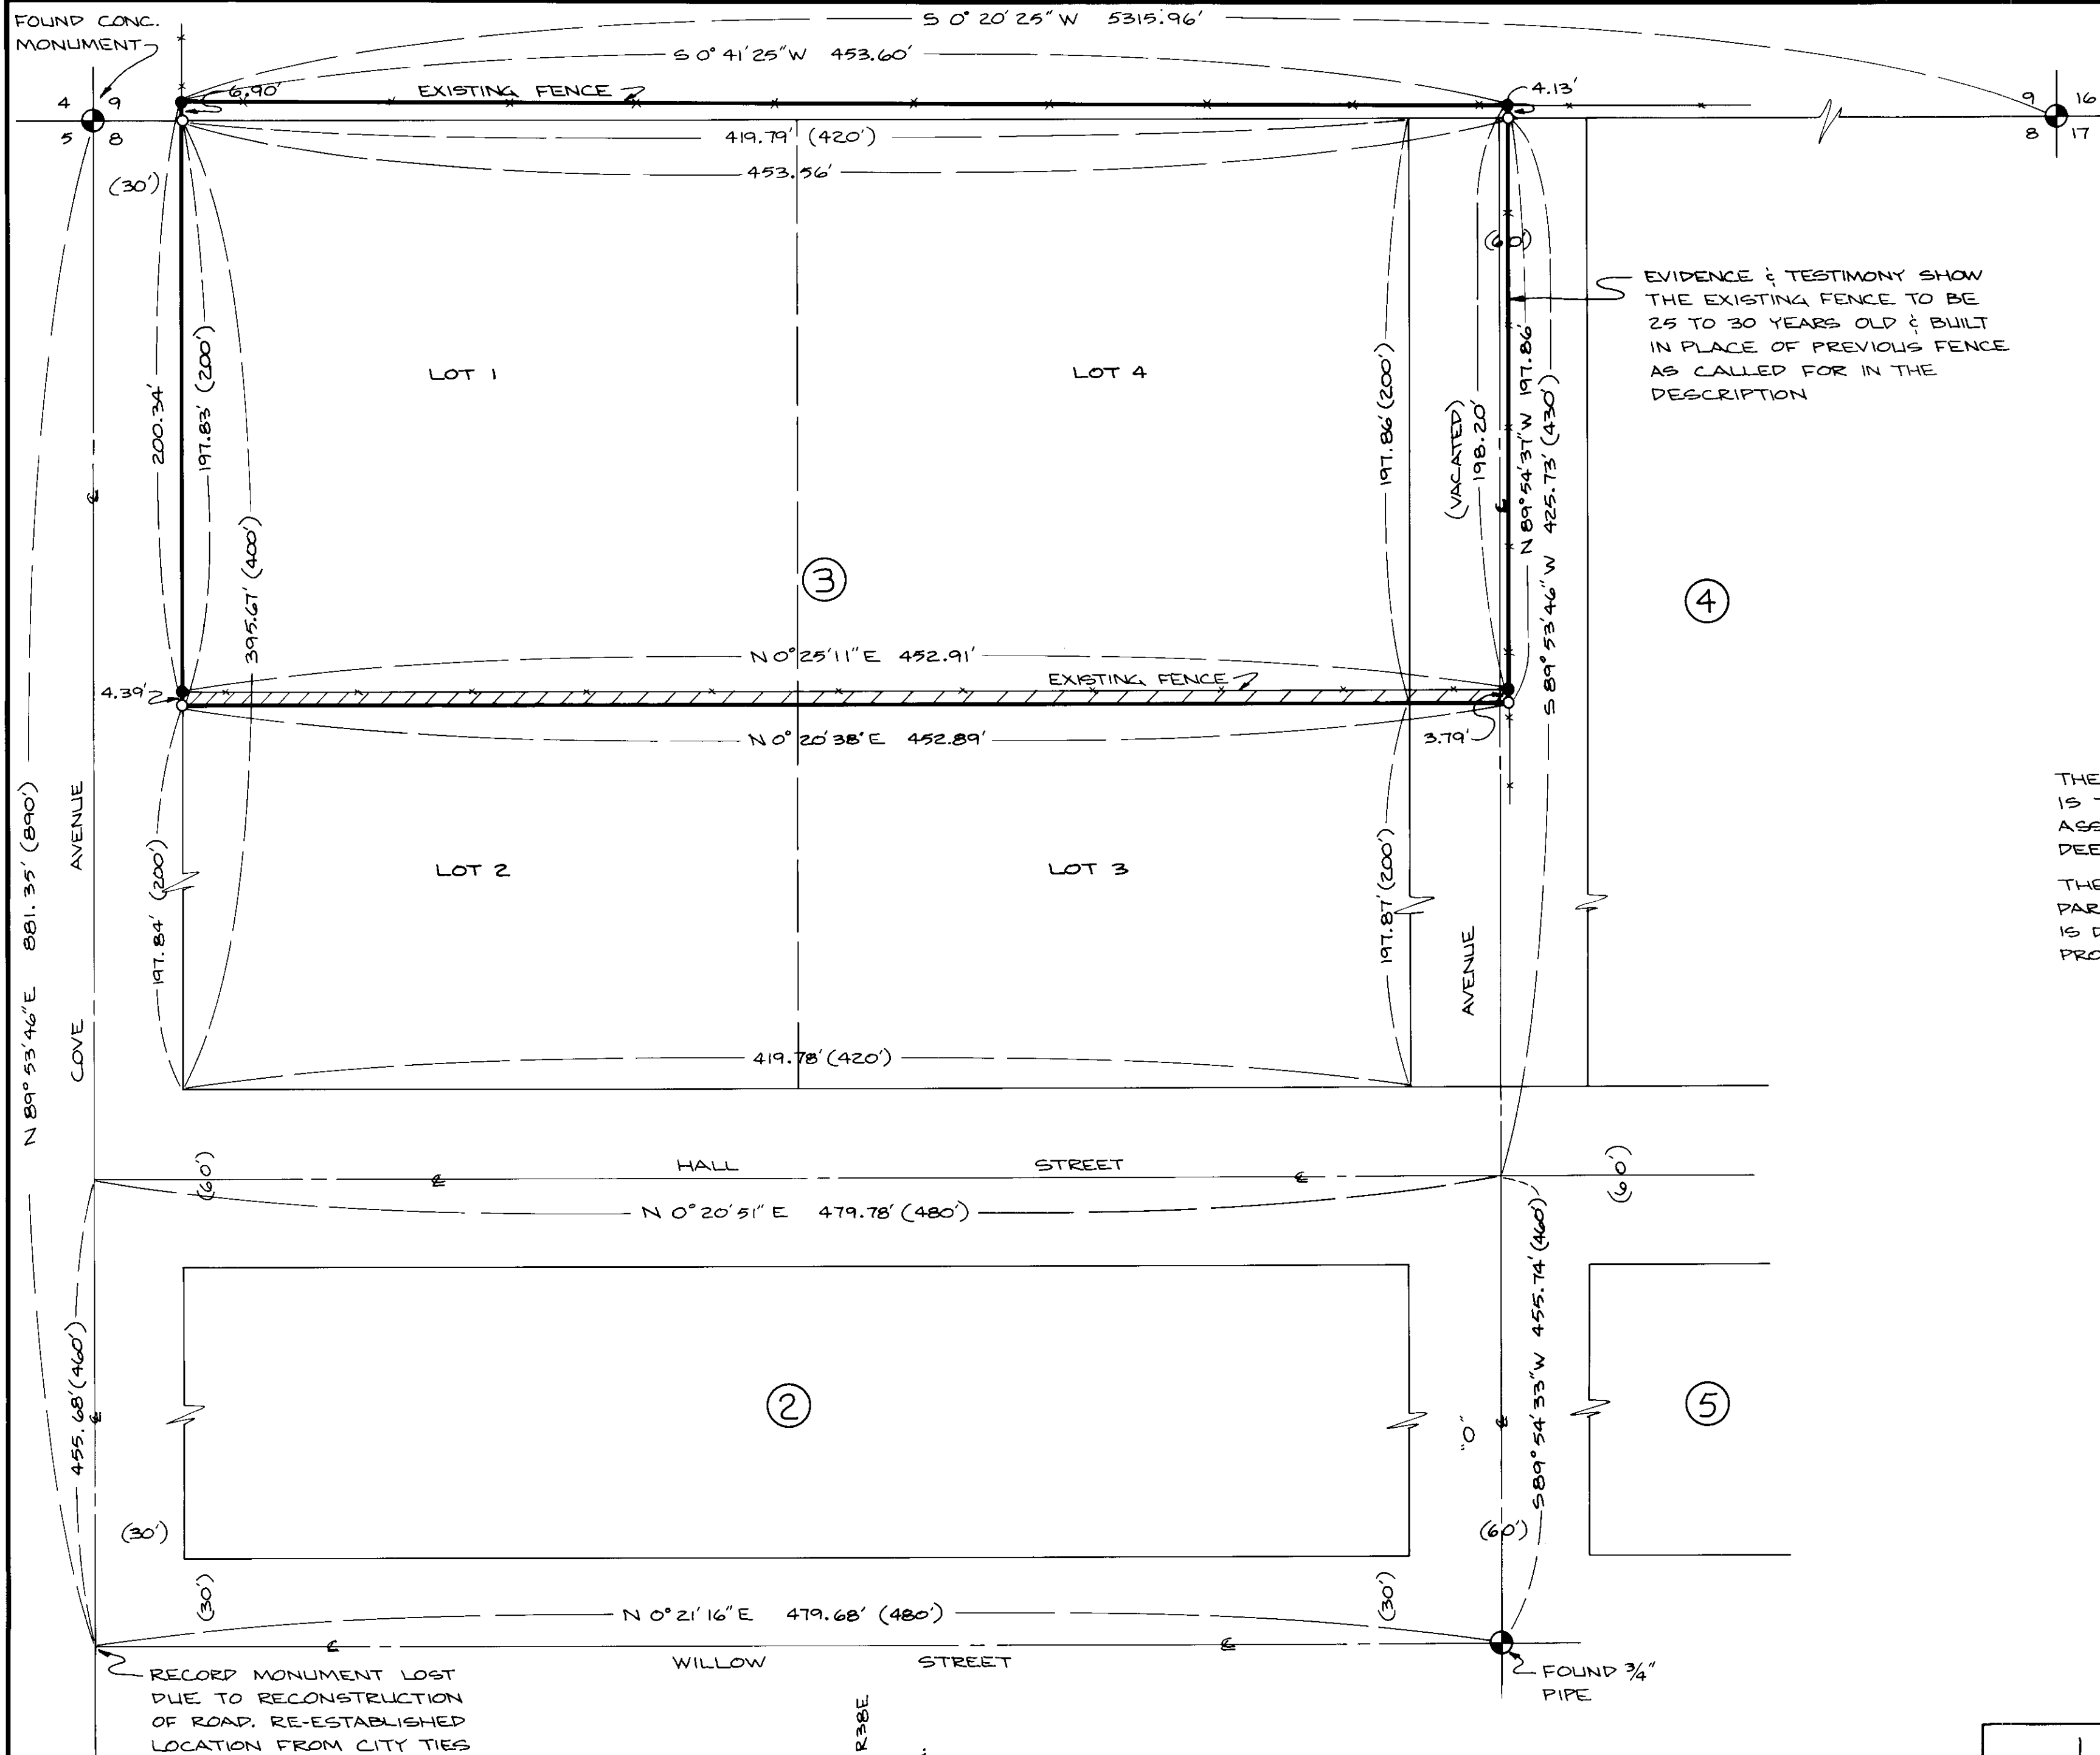 FOUND CONC.
MONUMENT
S 0° 20' 25" W 5315.96'
S 0° 41' 25" W 453.60'
4 9
5 8
6.90'
EXISTING FENCE
4.13'
9 16
8 17
419.79' (420')
453.56'
(30')
(60')
EVIDENCE & TESTIMONY SHOW
THE EXISTING FENCE TO BE
25 TO 30 YEARS OLD & BUILT
IN PLACE OF PREVIOUS FENCE
AS CALLED FOR IN THE
DESCRIPTION
LOT 1
LOT 4
200.34'
197.83' (200')
395.67' (400')
197.86' (200')
(VACATED)
198.20'
N 89° 54' 37" W 197.86'
S 89° 53' 46" W 425.73' (430')
3
4
N 0° 25' 11" E 452.91'
EXISTING FENCE
4.39'
N 0° 20' 38" E 452.89'
3.79'
N 89° 53' 46" E 881.35' (890')
COVE AVENUE
197.84' (200')
LOT 2
LOT 3
197.87' (200')
AVENUE
THE
IS
ASS
DEE
THE
PAR
IS D
PRO
419.78' (420')
(60')
HALL STREET
(60')
N 0° 20' 51" E 479.78' (480')
455.68' (460')
S 89° 54' 33" W 455.74' (460')
2
"O"
5
(30')
(60')
(30')
(30')
N 0° 21' 16" E 479.68' (480')
WILLOW STREET
RECORD MONUMENT LOST
DUE TO RECONSTRUCTION
OF ROAD. RE-ESTABLISHED
LOCATION FROM CITY TIES
FOUND 3/4"
PIPE
R38E